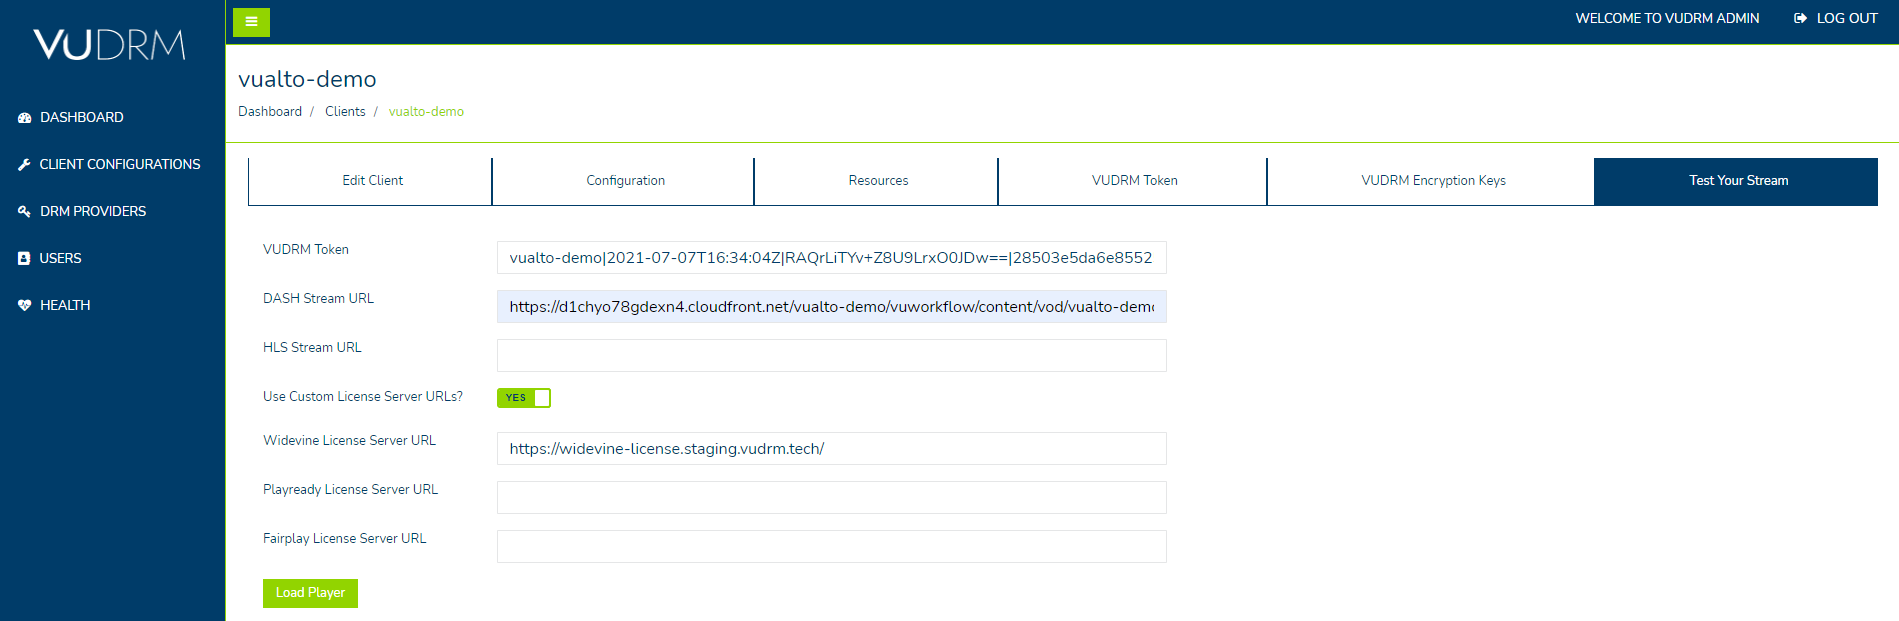 VUDRM
WELCOME TO VUDRM ADMIN LOG OUT
DASHBOARD
CLIENT CONFIGURATIONS
DRM PROVIDERS
USERS
HEALTH
vualto-demo
Dashboard / Clients / vualto-demo
Edit Client Configuration Resources VUDRM Token VUDRM Encryption Keys Test Your Stream
VUDRM Token vualto-demo|2021-07-07T16:34:04Z|RAQrLiTYv+Z8U9LrxO0JDw==|28503e5da6e8552
DASH Stream URL https://d1chyo78gdexn4.cloudfront.net/vualto-demo/vuworkflow/content/vod/vualto-demo
HLS Stream URL
Use Custom License Server URLs? YES
Widevine License Server URL https://widevine-license.staging.vudrm.tech/
Playready License Server URL
Fairplay License Server URL
Load Player